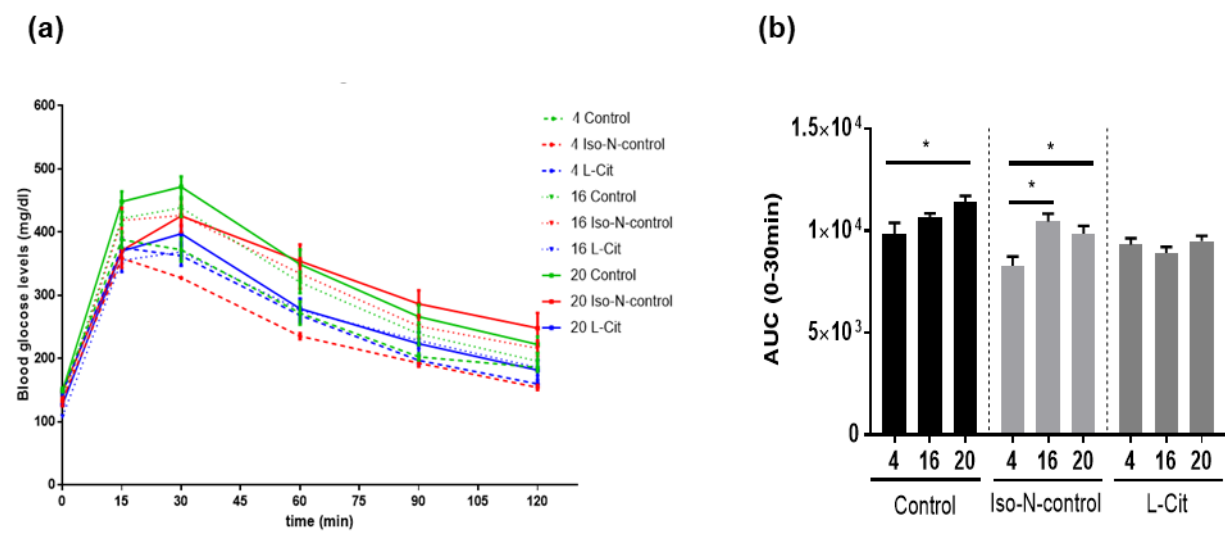 (a)
Blood glocose levels (mg/dl)
600
500
400
300
200
100
0
0 15 30 45 60 75 90 105 120
time (min)
4 Control
4 Iso-N-control
4 L-Cit
16 Control
16 Iso-N-control
16 L-Cit
20 Control
20 Iso-N-control
20 L-Cit
(b)
AUC (0-30min)
1.5×10⁴
1×10⁴
5×10³
0
*
*
*
4 16 20 4 16 20 4 16 20
Control Iso-N-control L-Cit